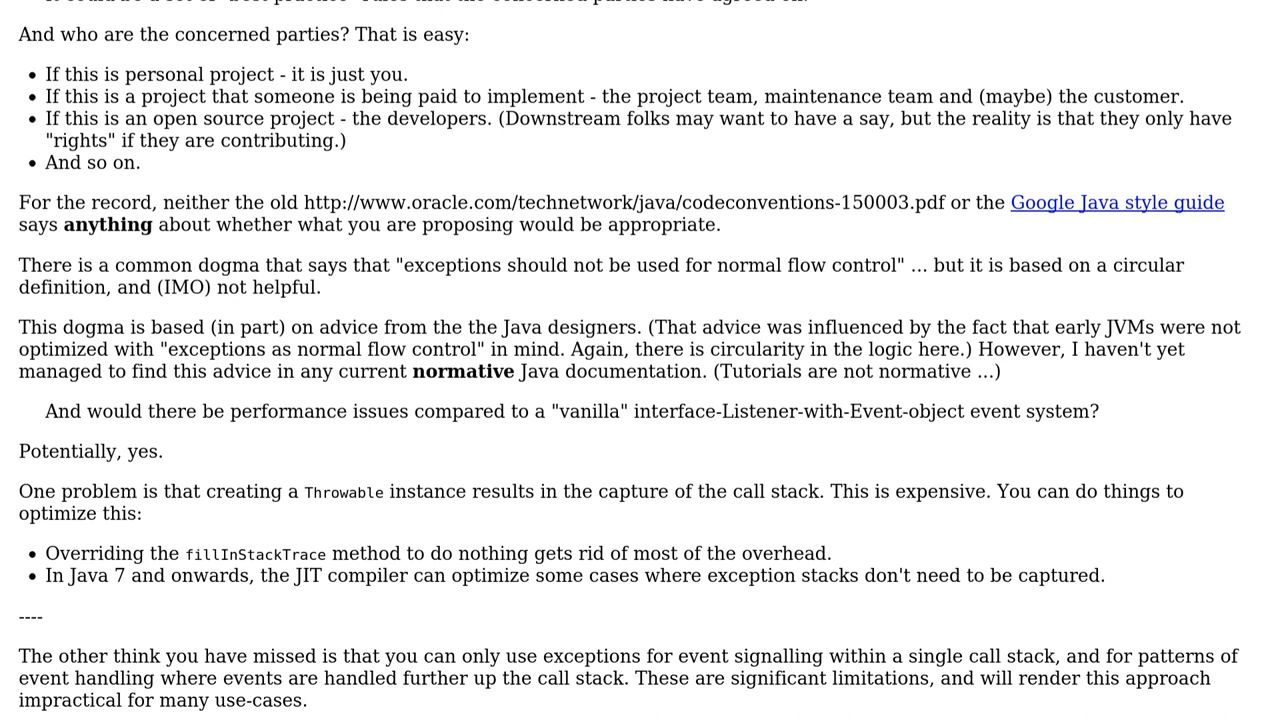 And who are the concerned parties? That is easy:
• If this is personal project - it is just you.
• If this is a project that someone is being paid to implement - the project team, maintenance team and (maybe) the customer.
• If this is an open source project - the developers. (Downstream folks may want to have a say, but the reality is that they only have
"rights" if they are contributing.)
• And so on.
For the record, neither the old http://www.oracle.com/technetwork/java/codeconventions-150003.pdf or the Google Java style guide
says anything about whether what you are proposing would be appropriate.
There is a common dogma that says that "exceptions should not be used for normal flow control" ... but it is based on a circular
definition, and (IMO) not helpful.
This dogma is based (in part) on advice from the the Java designers. (That advice was influenced by the fact that early JVMs were not
optimized with "exceptions as normal flow control" in mind. Again, there is circularity in the logic here.) However, I haven't yet
managed to find this advice in any current normative Java documentation. (Tutorials are not normative ...)
And would there be performance issues compared to a "vanilla" interface-Listener-with-Event-object event system?
Potentially, yes.
One problem is that creating a Throwable instance results in the capture of the call stack. This is expensive. You can do things to
optimize this:
• Overriding the fillInStackTrace method to do nothing gets rid of most of the overhead.
• In Java 7 and onwards, the JIT compiler can optimize some cases where exception stacks don't need to be captured.
----
The other think you have missed is that you can only use exceptions for event signalling within a single call stack, and for patterns of
event handling where events are handled further up the call stack. These are significant limitations, and will render this approach
impractical for many use-cases.